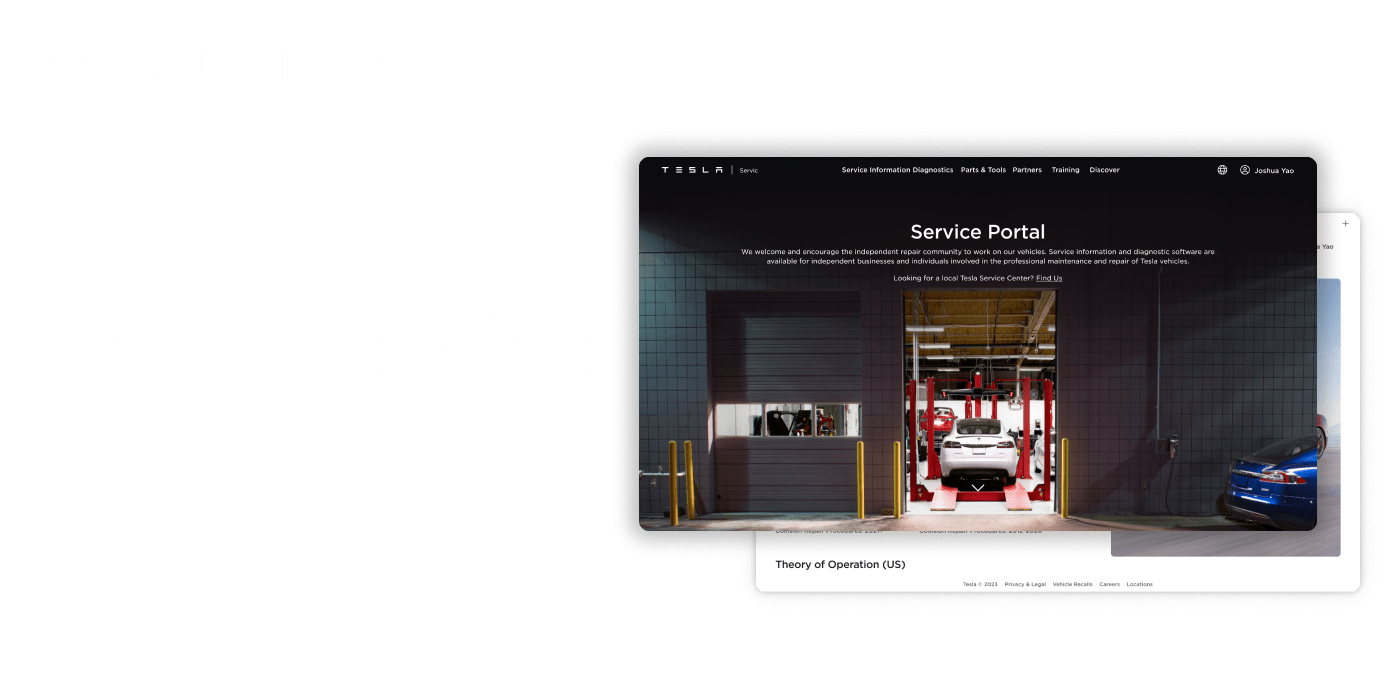 TESLA
Servic
Service Information Diagnostics Parts & Tools Partners Training Discover
Joshua Yao
Service Portal
We welcome and encourage the independent repair community to work on our vehicles. Service information and diagnostic software are
available for independent businesses and individuals involved in the professional maintenance and repair of Tesla vehicles.
Looking for a local Tesla Service Center? Find Us
a Yao
Theory of Operation (US)
Tesla © 2023 Privacy & Legal Vehicle Recalls Careers Locations